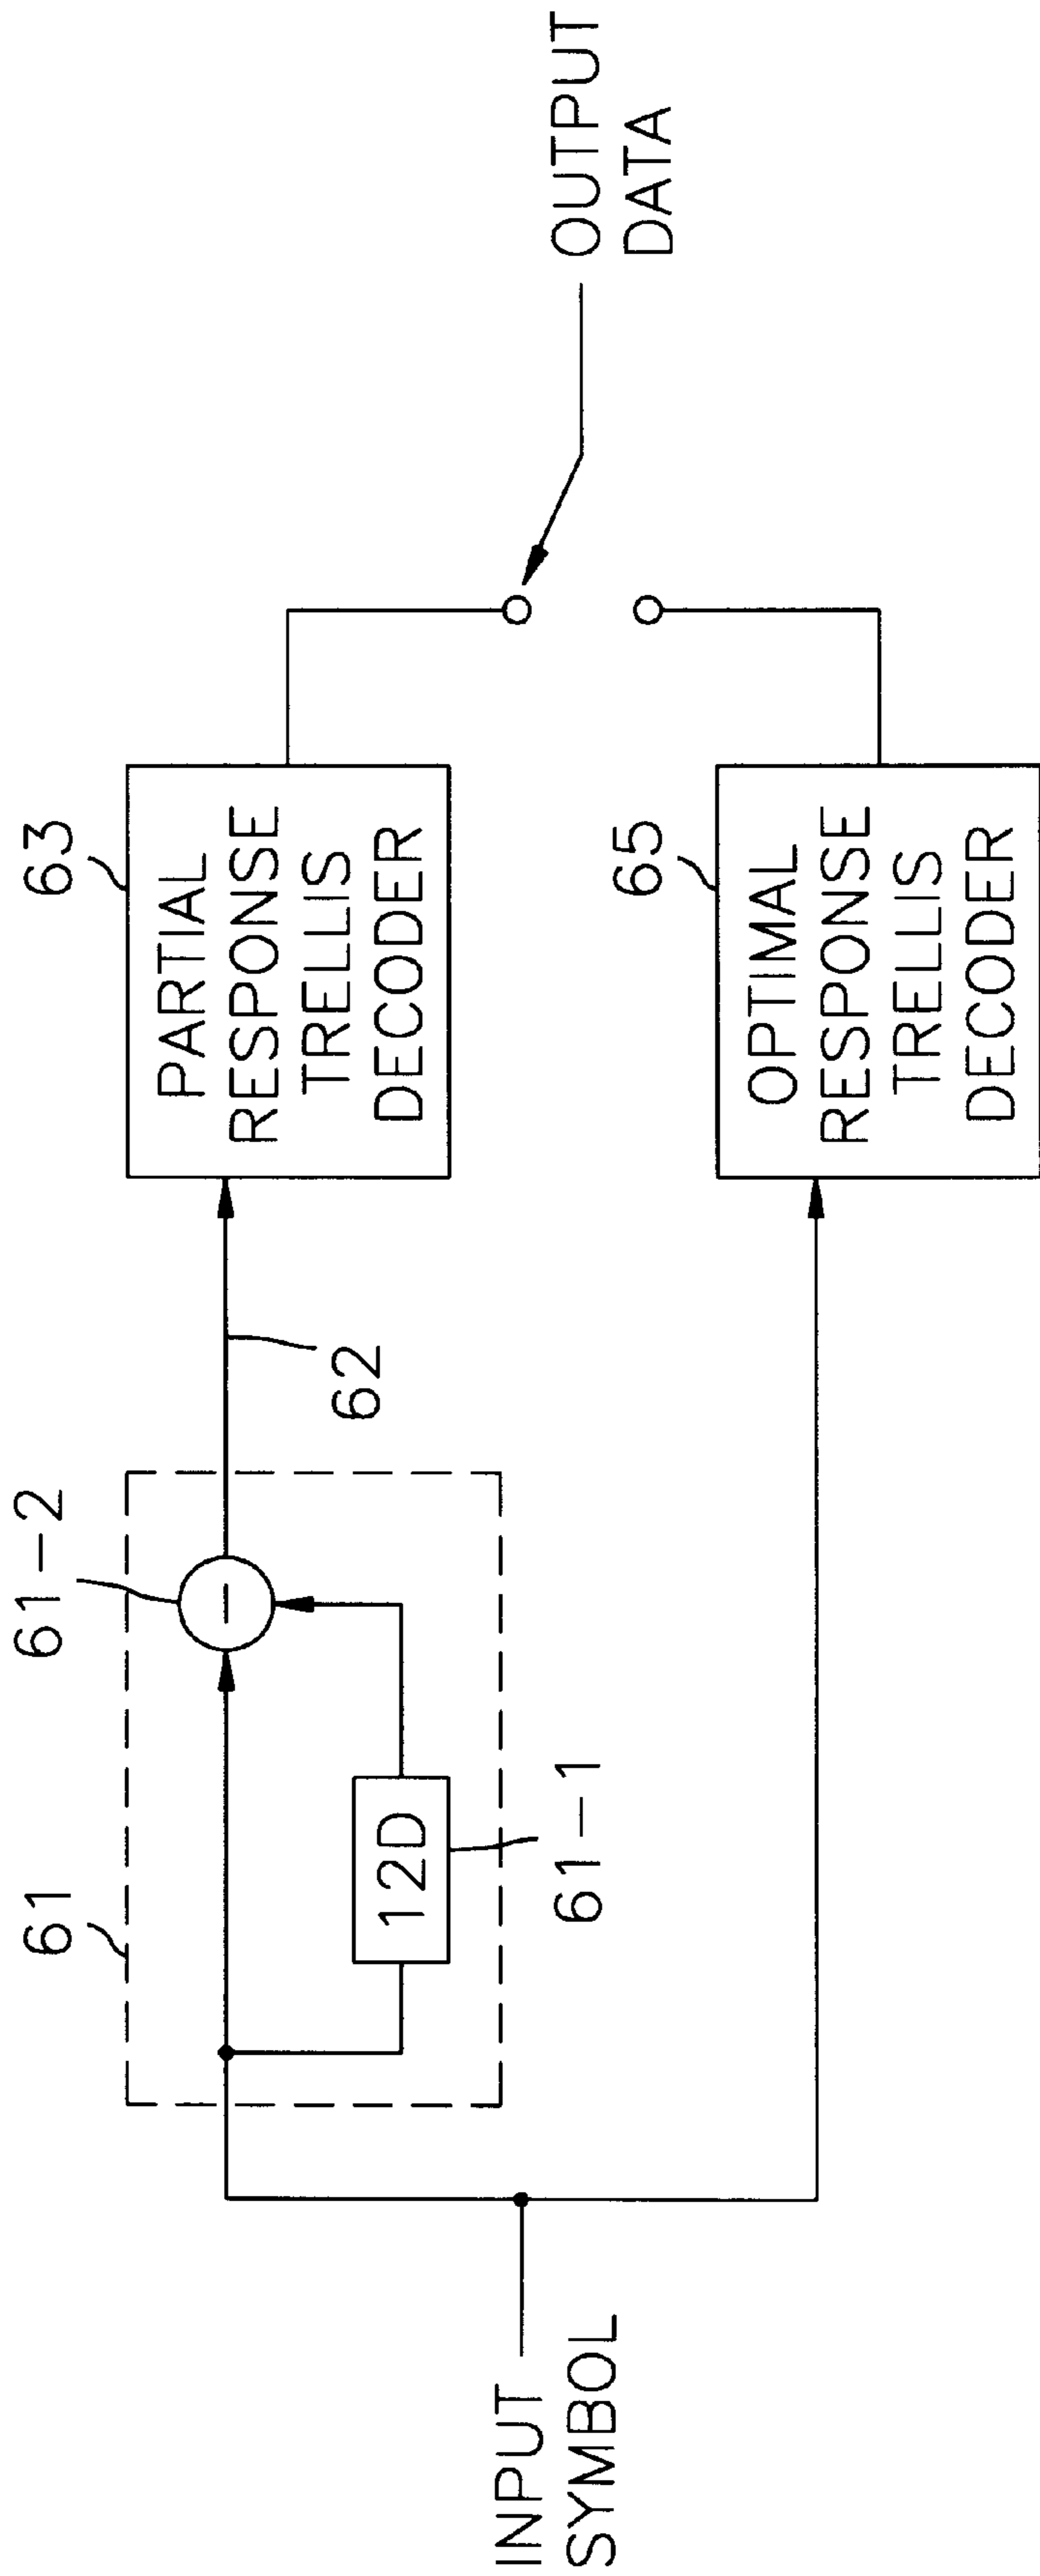 INPUT
SYMBOL
61
12D
61-1
61-2
62
63
PARTIAL
RESPONSE
TRELLIS
DECODER
65
OPTIMAL
RESPONSE
TRELLIS
DECODER
OUTPUT
DATA